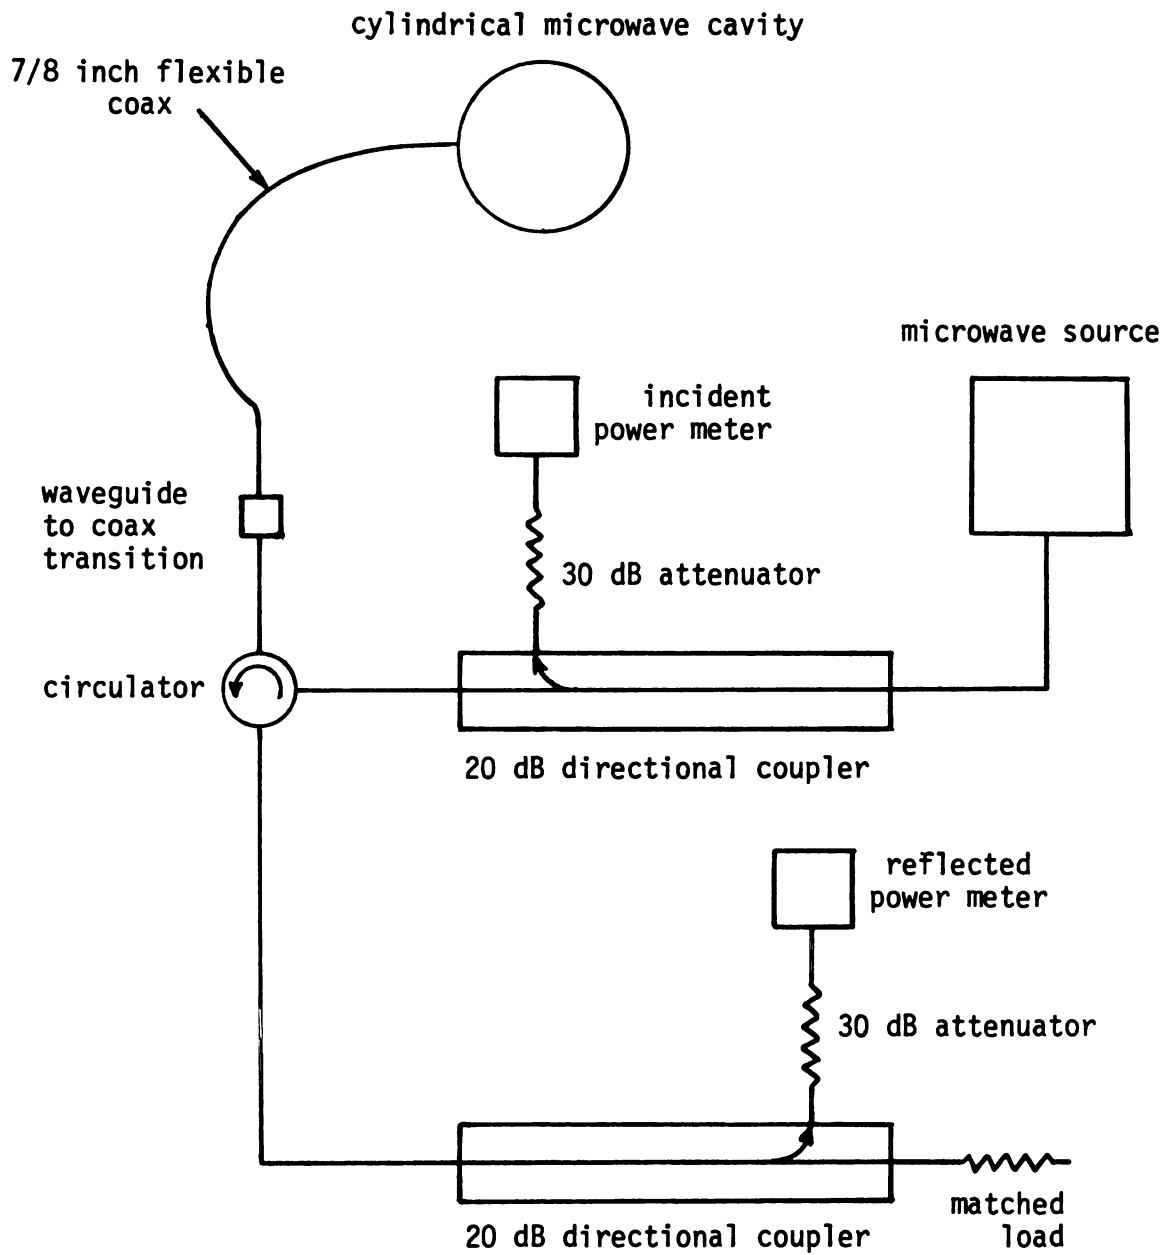 cylindrical microwave cavity
7/8 inch flexible
coax
microwave source
incident
power meter
waveguide
to coax
transition
30 dB attenuator
circulator
20 dB directional coupler
reflected
power meter
30 dB attenuator
matched
load
20 dB directional coupler